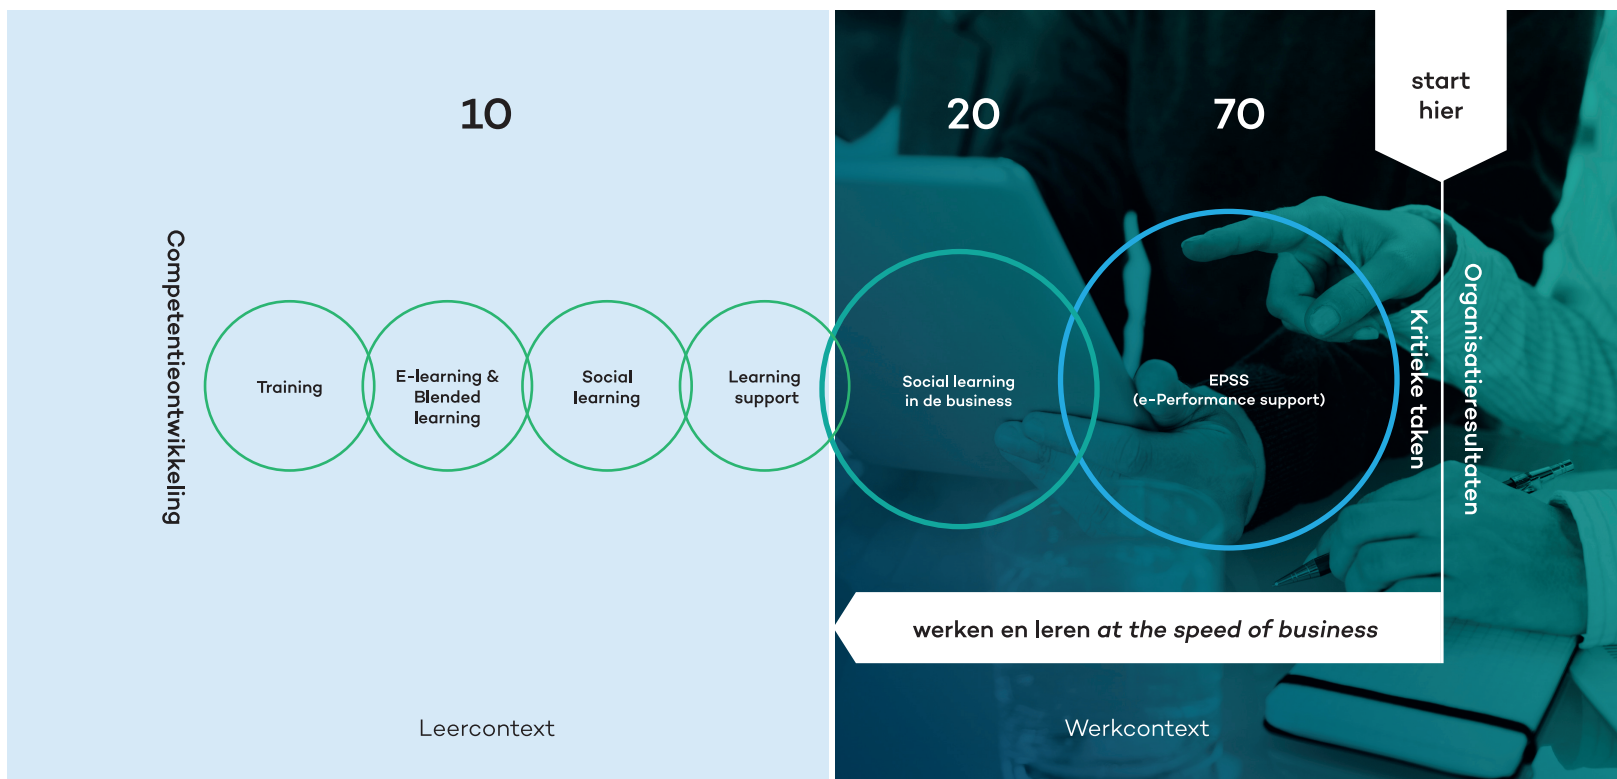 10
20
70
start
hier
Competentieontwikkeling
Training
E-learning &
Blended
learning
Social
learning
Learning
support
Social learning
in de business
EPSS
(e-Performance support)
Kritieke taken
Organisatieresultaten
werken en leren at the speed of business
Leercontext
Werkcontext